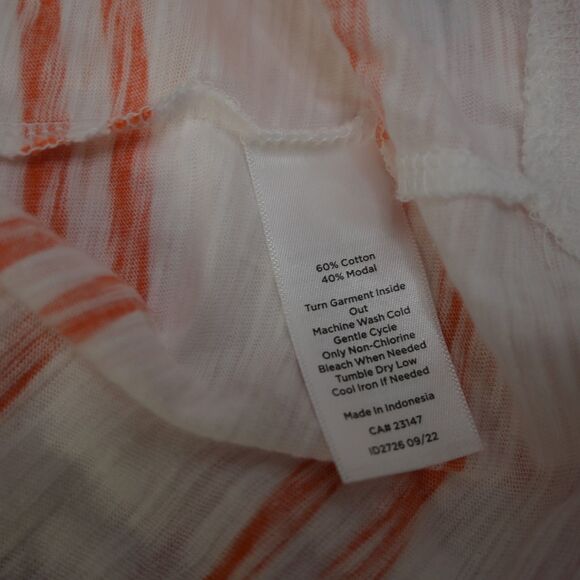 60% Cotton
40% Modal
Turn Garment Inside
Out
Machine Wash Cold
Gentle Cycle
Only Non-Chlorine
Bleach When Needed
Tumble Dry Low
Cool Iron If Needed
Made In Indonesia
CA# 23147
ID2726 09/22